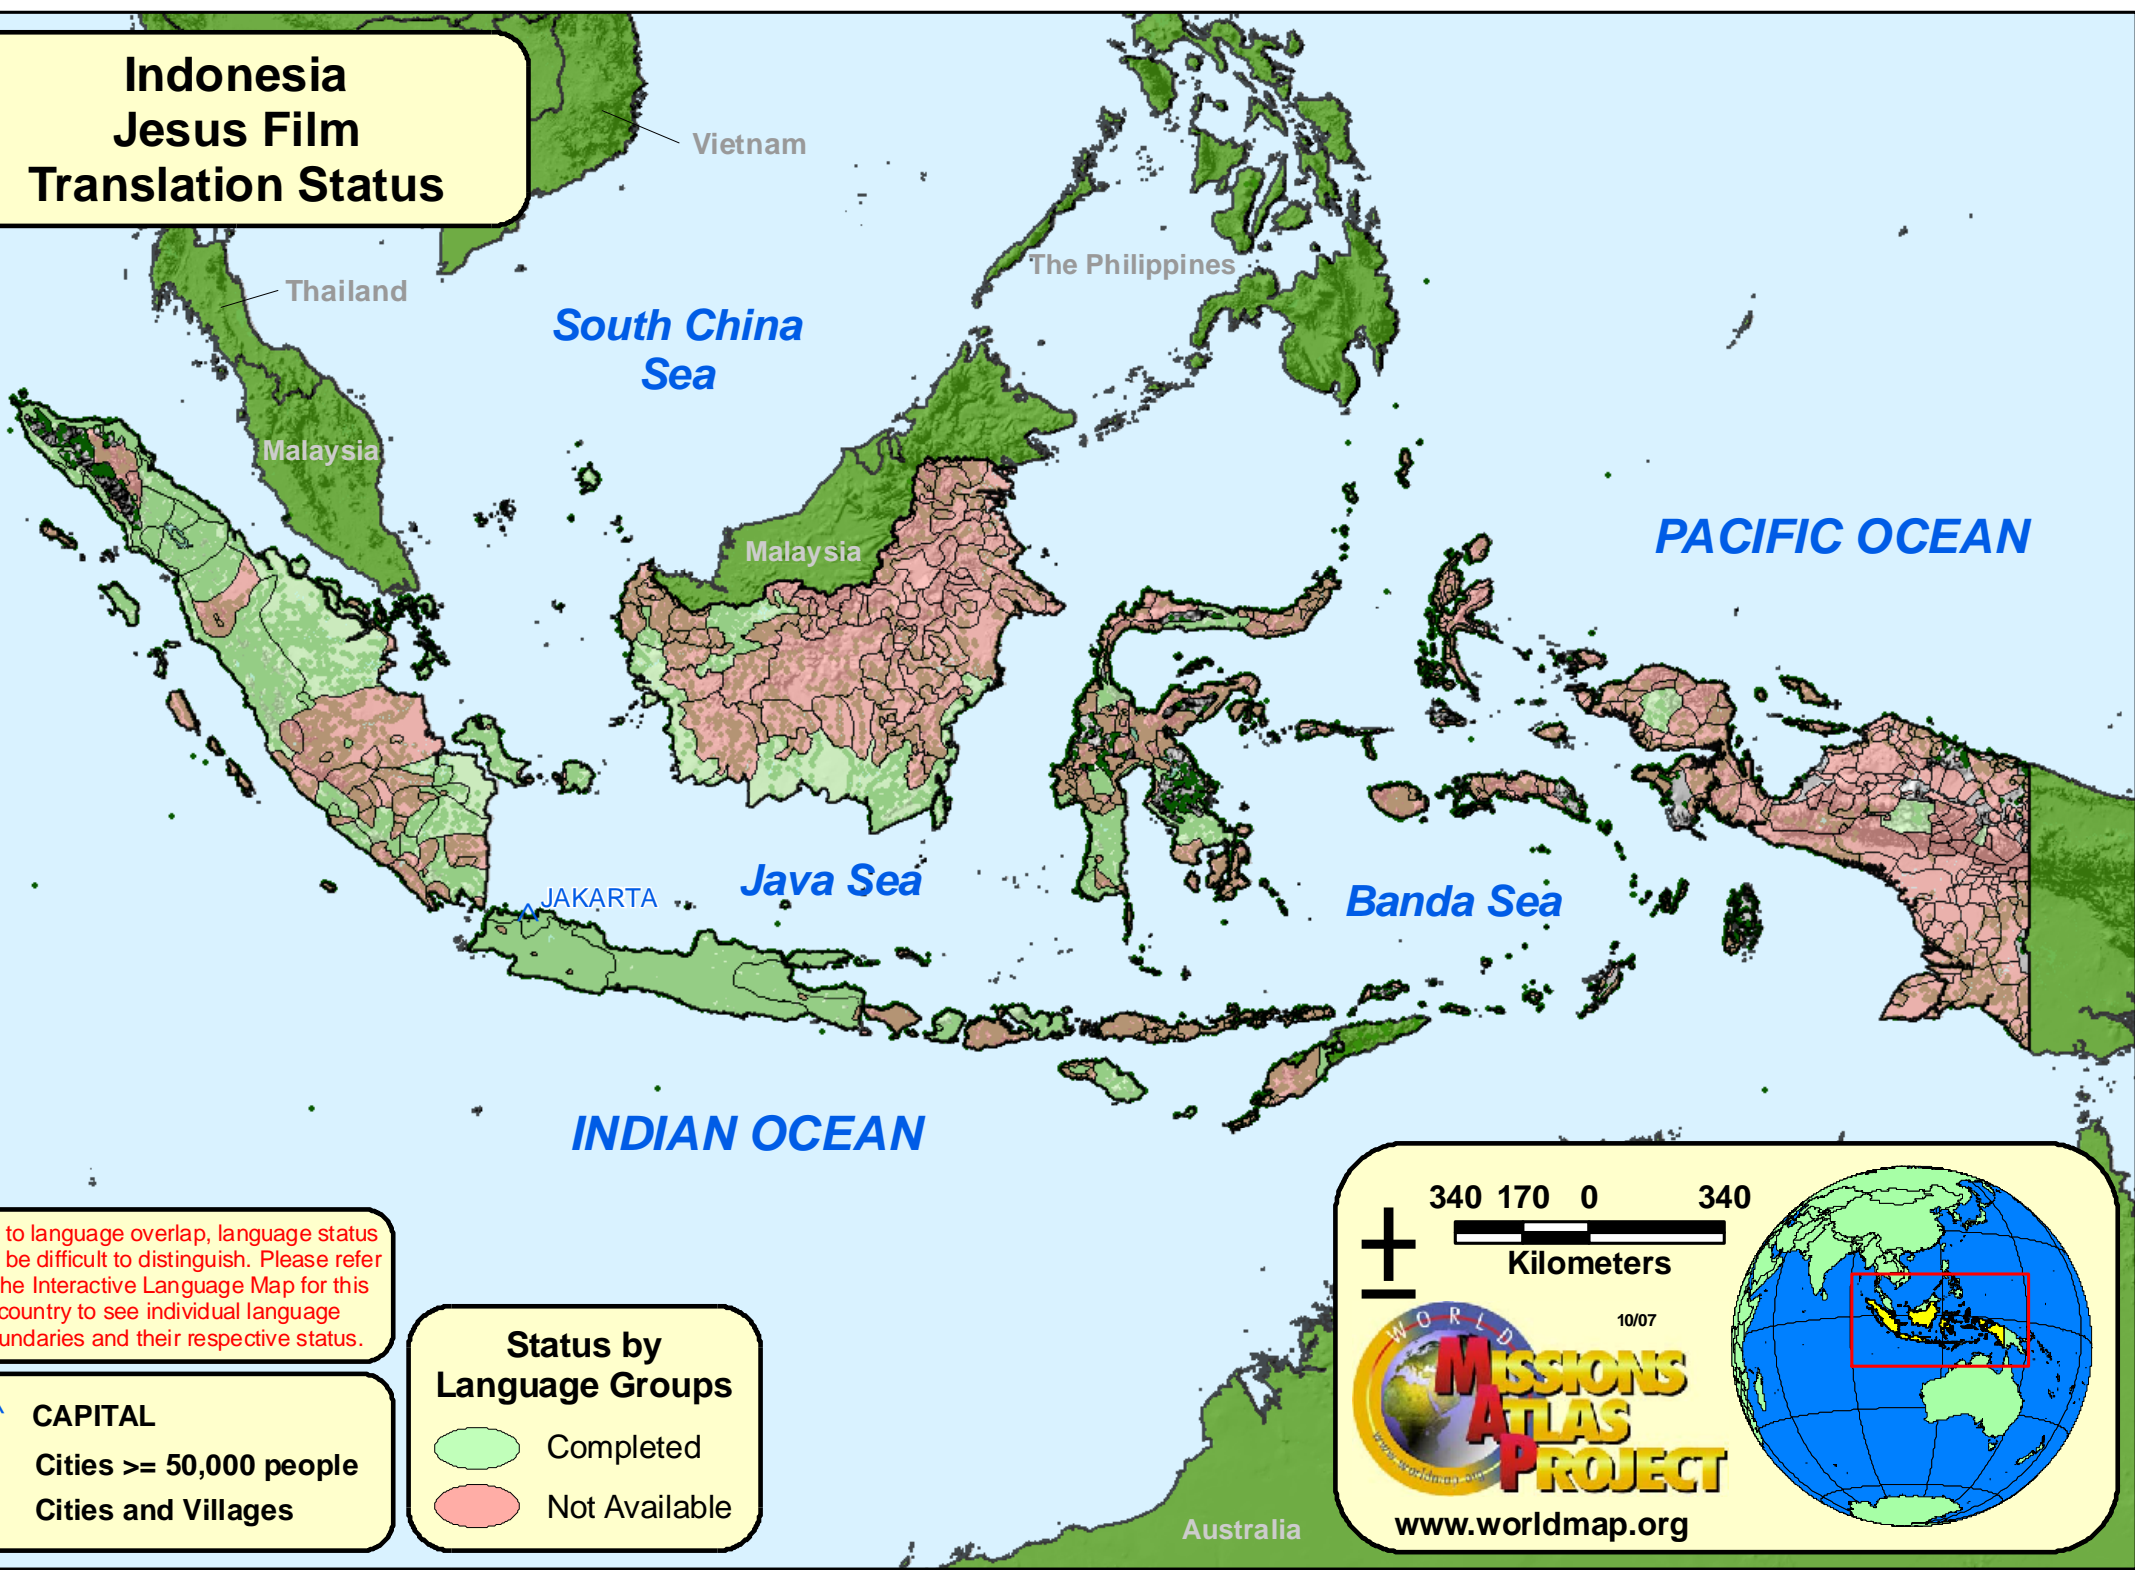 Indonesia
Jesus Film
Translation Status
Vietnam
The Philippines
Thailand
South China
Sea
Malaysia
PACIFIC OCEAN
Malaysia
Java Sea
JAKARTA
Banda Sea
INDIAN OCEAN
to language overlap, language status
be difficult to distinguish. Please refer
he Interactive Language Map for this
country to see individual language
undaries and their respective status.
CAPITAL
Cities >= 50,000 people
Cities and Villages
Status by
Language Groups
Completed
Not Available
340 170 0 340
Kilometers
10/07
WORLD
MISSIONS
ATLAS
PROJECT
www.worldmap.org
www.worldmap.org
Australia